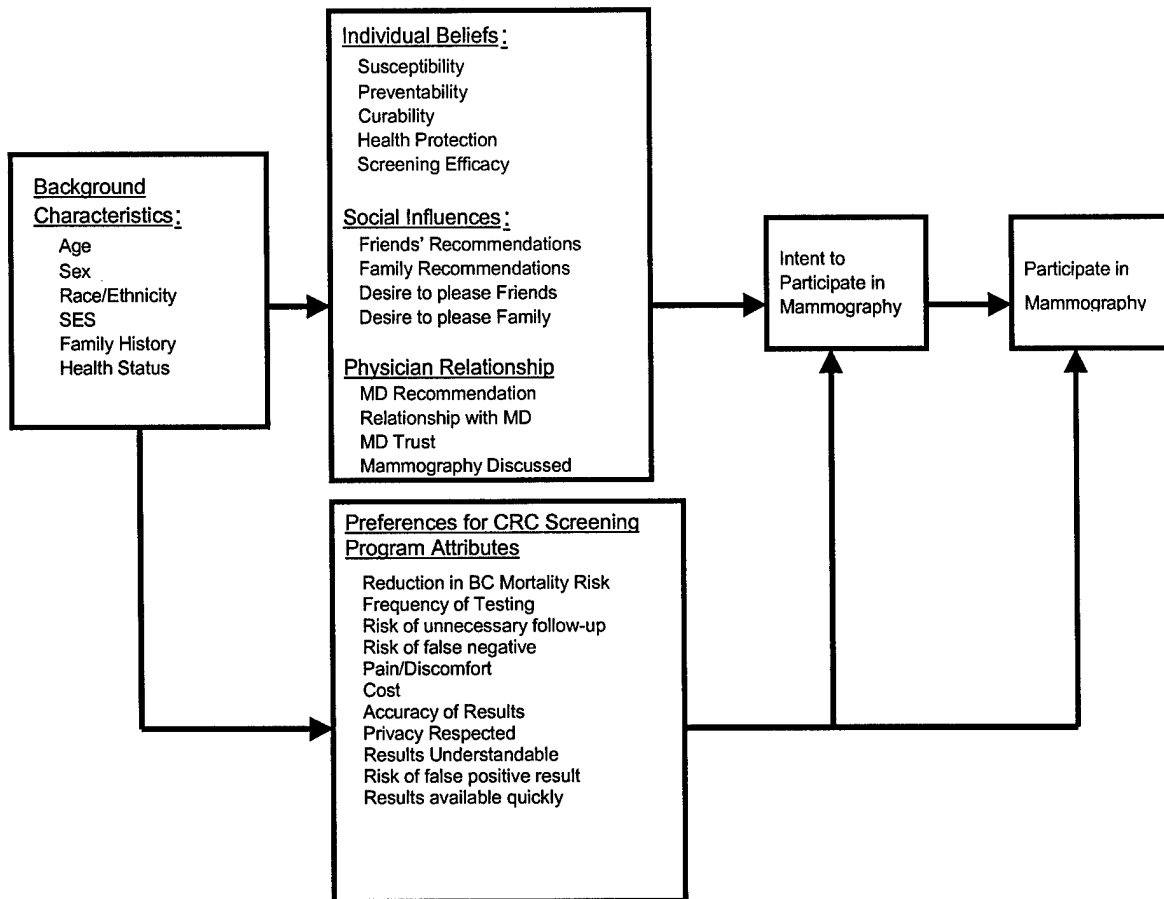 Background
Characteristics:
Age
Sex
Race/Ethnicity
SES
Family History
Health Status
Individual Beliefs:
Susceptibility
Preventability
Curability
Health Protection
Screening Efficacy
Social Influences:
Friends' Recommendations
Family Recommendations
Desire to please Friends
Desire to please Family
Physician Relationship
MD Recommendation
Relationship with MD
MD Trust
Mammography Discussed
Preferences for CRC Screening
Program Attributes
Reduction in BC Mortality Risk
Frequency of Testing
Risk of unnecessary follow-up
Risk of false negative
Pain/Discomfort
Cost
Accuracy of Results
Privacy Respected
Results Understandable
Risk of false positive result
Results available quickly
Intent to
Participate in
Mammography
Participate in
Mammography